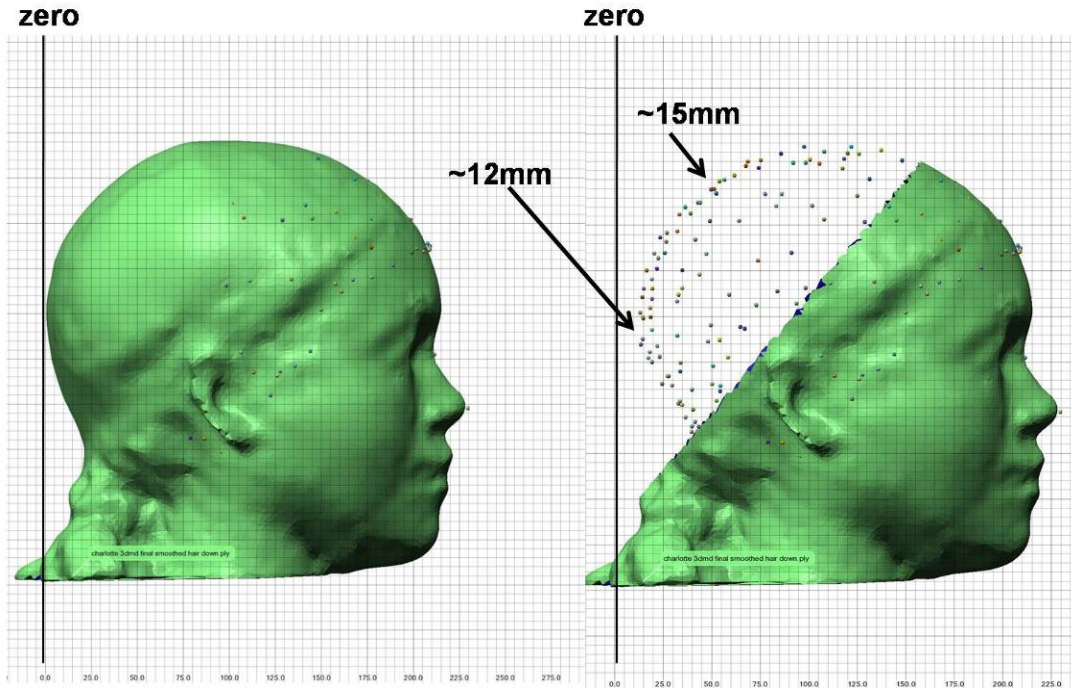 zero
zero
~15mm
~12mm
charlotte 3dmd final smoothed hair down ply
charlotte 3dmd final smoothed hair down ply
0.0 25.0 50.0 75.0 100.0 125.0 150.0 175.0 200.0 225.0 250.0 275.0
0.0 25.0 50.0 75.0 100.0 125.0 150.0 175.0 200.0 225.0